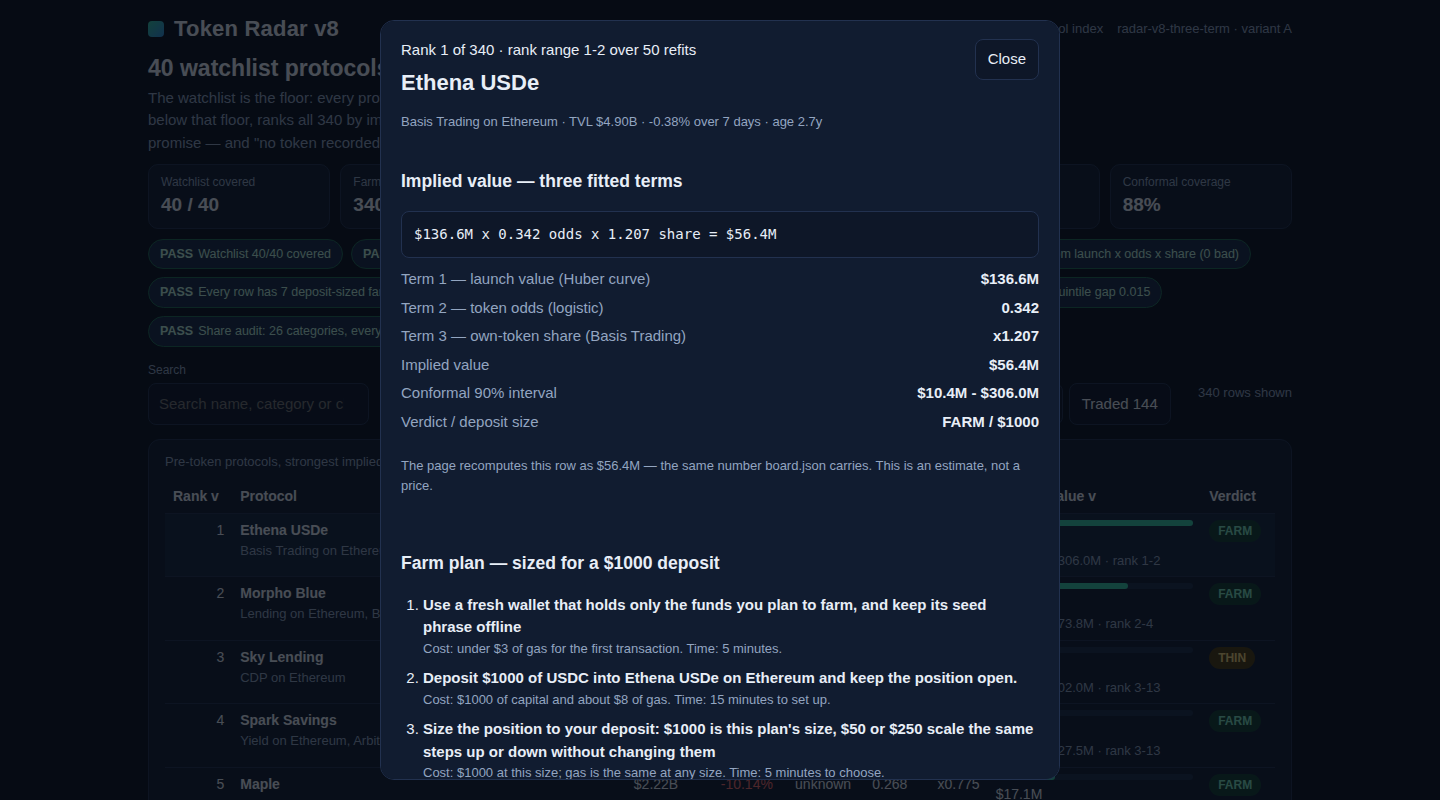 Token Radar v8
ol index radar-v8-three-term · variant A
40 watchlist protocols
The watchlist is the floor: every pro
below that floor, ranks all 340 by im
promise — and "no token recorded
Watchlist covered
40 / 40
Farm
340
Conformal coverage
88%
PASS Watchlist 40/40 covered
PA
m launch x odds x share (0 bad)
PASS Every row has 7 deposit-sized fa
uintile gap 0.015
PASS Share audit: 26 categories, every
Search
Search name, category or c
Traded 144
340 rows shown
Pre-token protocols, strongest implied
Rank v Protocol
alue v Verdict
1 Ethena USDe
Basis Trading on Ethere
306.0M · rank 1-2
FARM
2 Morpho Blue
Lending on Ethereum, B
73.8M · rank 2-4
FARM
3 Sky Lending
CDP on Ethereum
02.0M · rank 3-13
THIN
4 Spark Savings
Yield on Ethereum, Arbit
27.5M · rank 3-13
FARM
5 Maple $2.22B -10.14% unknown 0.268 x0.775 $17.1M FARM
Rank 1 of 340 · rank range 1-2 over 50 refits
Close
Ethena USDe
Basis Trading on Ethereum · TVL $4.90B · -0.38% over 7 days · age 2.7y
Implied value — three fitted terms
$136.6M x 0.342 odds x 1.207 share = $56.4M
Term 1 — launch value (Huber curve) $136.6M
Term 2 — token odds (logistic) 0.342
Term 3 — own-token share (Basis Trading) x1.207
Implied value $56.4M
Conformal 90% interval $10.4M - $306.0M
Verdict / deposit size FARM / $1000
The page recomputes this row as $56.4M — the same number board.json carries. This is an estimate, not a
price.
Farm plan — sized for a $1000 deposit
1. Use a fresh wallet that holds only the funds you plan to farm, and keep its seed
phrase offline
Cost: under $3 of gas for the first transaction. Time: 5 minutes.
2. Deposit $1000 of USDC into Ethena USDe on Ethereum and keep the position open.
Cost: $1000 of capital and about $8 of gas. Time: 15 minutes to set up.
3. Size the position to your deposit: $1000 is this plan's size, $50 or $250 scale the same
steps up or down without changing them
Cost: $1000 at this size; gas is the same at any size. Time: 5 minutes to choose.